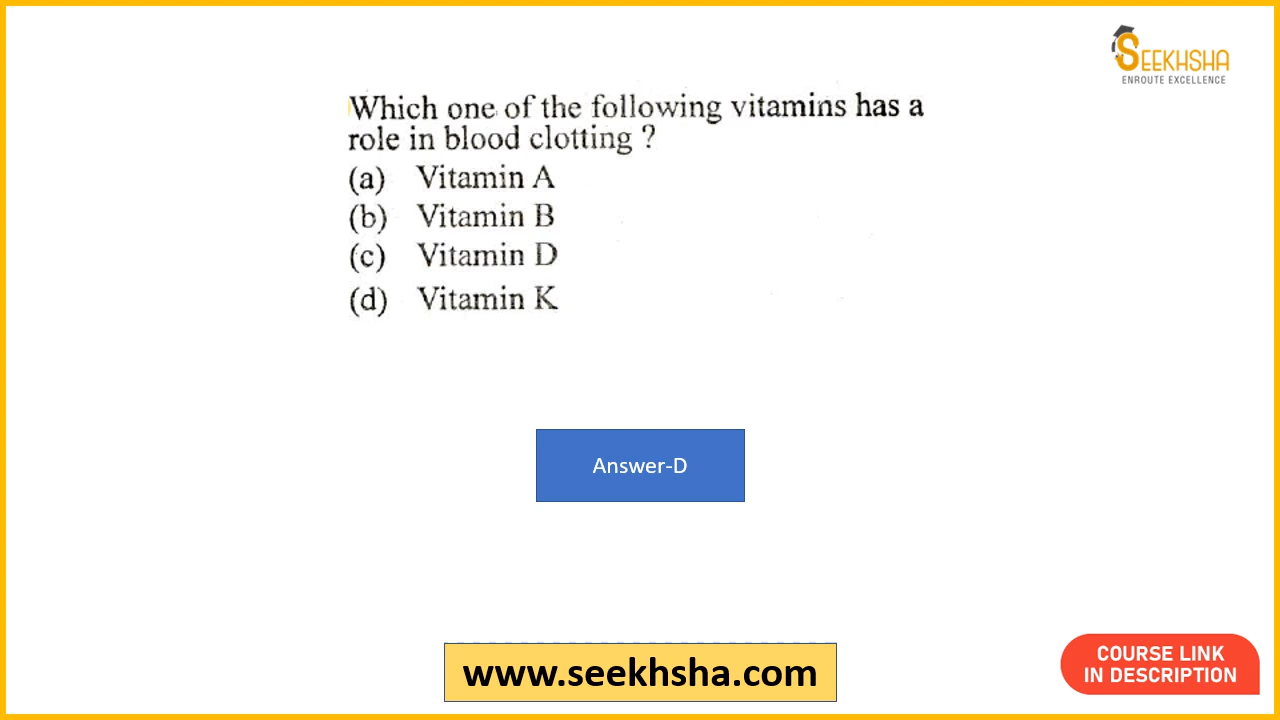 SEEKHSHA
ENROUTE EXCELLENCE
Which one of the following vitamins has a
role in blood clotting ?
(a) Vitamin A
(b) Vitamin B
(c) Vitamin D
(d) Vitamin K
Answer-D
www.seekhsha.com
COURSE LINK
IN DESCRIPTION